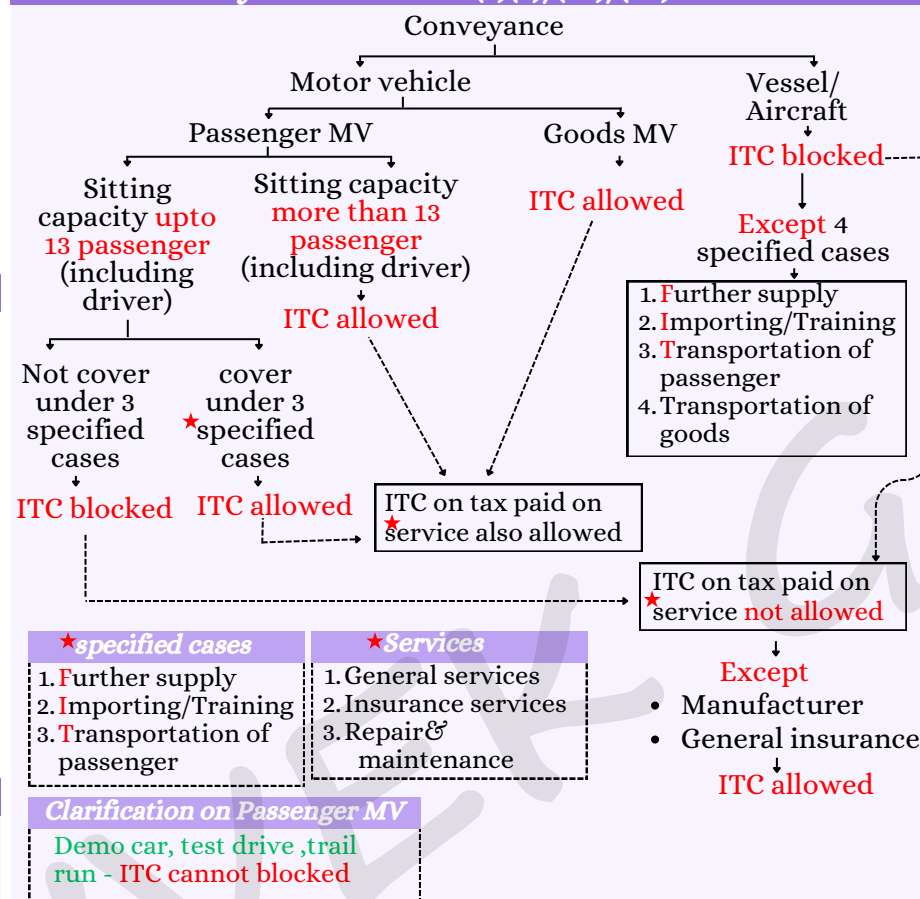 Conveyance
Motor vehicle
Vessel/
Aircraft
Passenger MV
Goods MV
ITC blocked
Sitting
capacity upto
13 passenger
(including
driver)
Sitting capacity
more than 13
passenger
(including driver)
ITC allowed
ITC allowed
Except 4
specified cases
1. Further supply
2. Importing/Training
3. Transportation of
passenger
4. Transportation of
goods
Not cover
under 3
specified
cases
cover
under 3
specified
cases
ITC blocked
ITC allowed
ITC on tax paid on
service also allowed
ITC on tax paid on
service not allowed
Except
• Manufacturer
• General insurance
ITC allowed
specified cases
1. Further supply
2. Importing/Training
3. Transportation of
passenger
Services
1. General services
2. Insurance services
3. Repair&
maintenance
Clarification on Passenger MV
Demo car, test drive ,trail
run - ITC cannot blocked